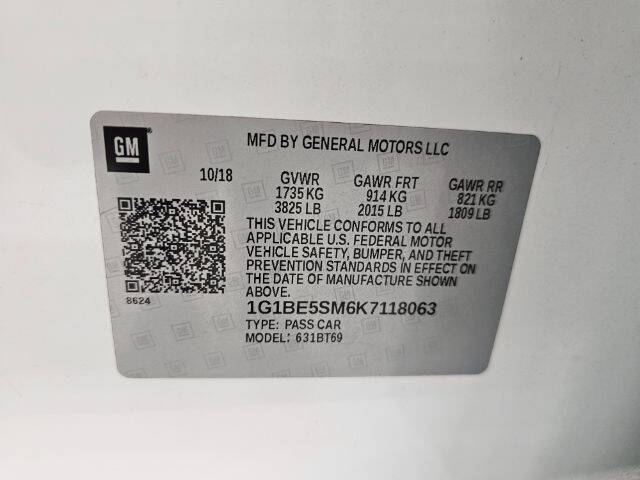 GM
MFD BY GENERAL MOTORS LLC
10/18 GVWR GAWR FRT GAWR RR
1735 KG 914 KG 821 KG
3825 LB 2015 LB 1809 LB
THIS VEHICLE CONFORMS TO ALL
APPLICABLE U.S. FEDERAL MOTOR
VEHICLE SAFETY, BUMPER, AND THEFT
PREVENTION STANDARDS IN EFFECT ON
THE DATE OF MANUFACTURE SHOWN
ABOVE.
8624
1G1BE5SM6K7118063
TYPE: PASS CAR
MODEL: 631BT69